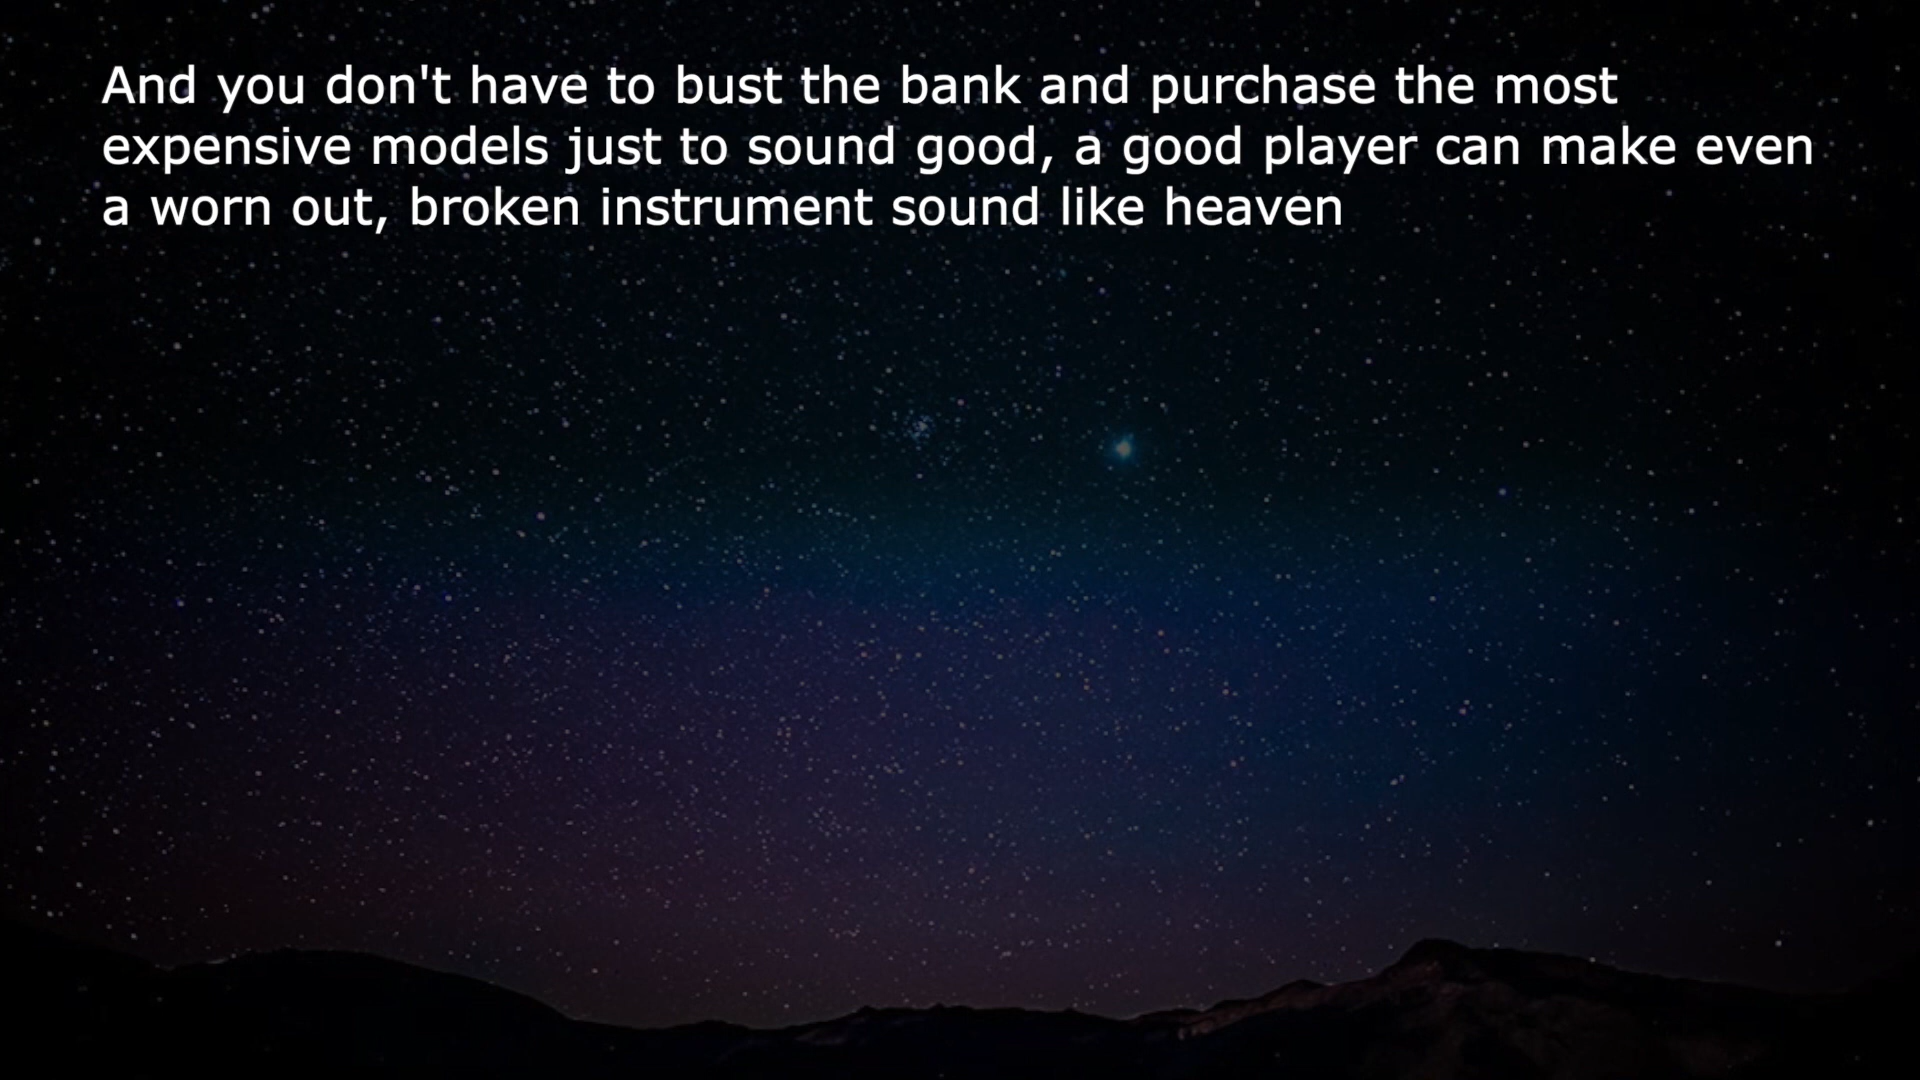 And you don't have to bust the bank and purchase the most
expensive models just to sound good, a good player can make even
a worn out, broken instrument sound like heaven